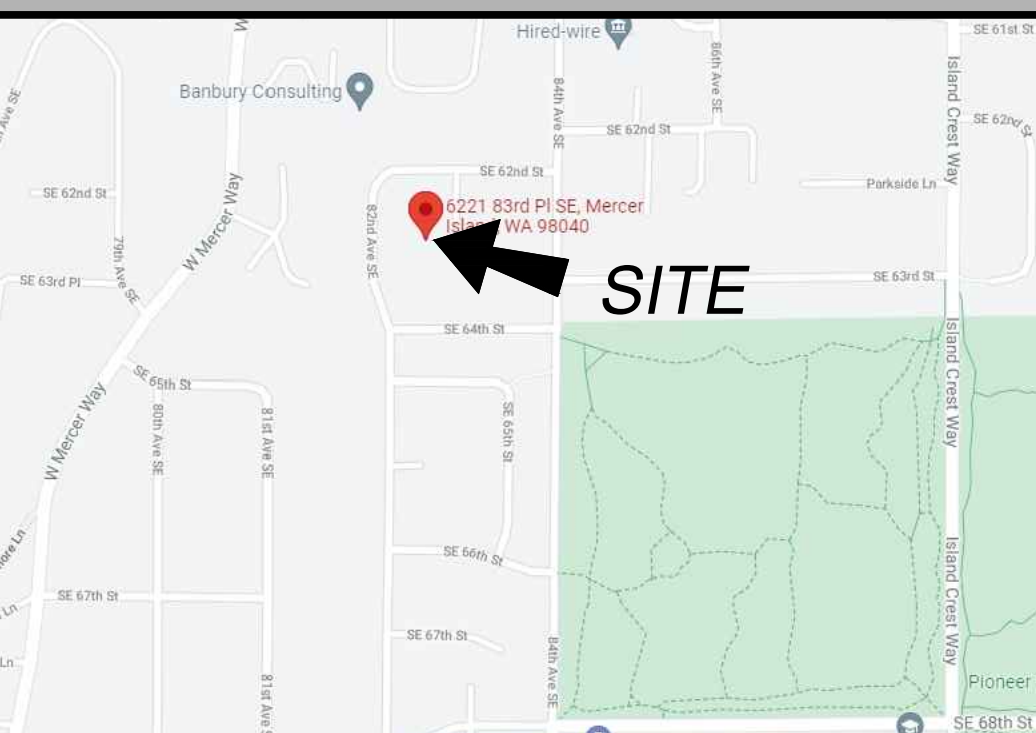 Hired-wire
SE 61st St
Banbury Consulting
W Mercer Way
84th Ave SE
86th Ave SE
Island Crest Way
SE 62nd St
SE 62nd St
SE 62nd St
SE 62nd St
Parkside Ln
82nd Ave SE
6221 83rd Pl SE, Mercer
WA 98040
79th Ave SE
SE 63rd Pl
SE 63rd St
SITE
SE 64th St
Island Crest Way
SE 65th St
W Mercer Way
80th Ave SE
81st Ave SE
SE 65th St
SE 66th St
Island Crest Way
SE 67th St
SE 67th St
84th Ave SE
Ln
Ln
81st Ave
Pioneer
SE 68th St